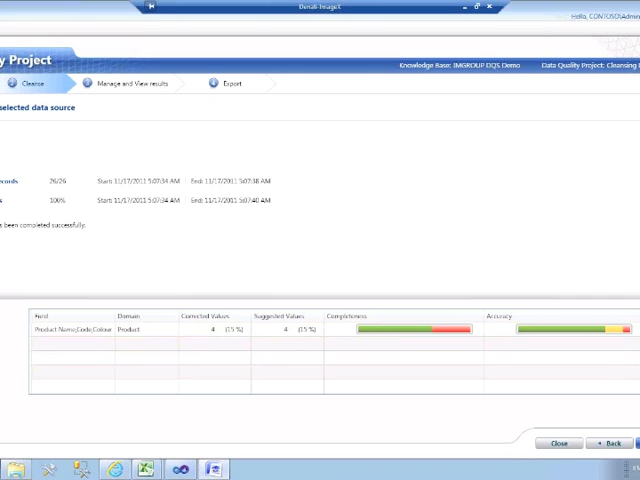 Denali-ImageX
Hello, CONTOSO\Admin
y Project
Knowledge Base: IMGROUP DQS Demo Data Quality Project: Cleansing
Cleanse Manage and View results Export
selected data source
ecords 26/26 Start: 11/17/2011 5:07:34 AM End: 11/17/2011 5:07:38 AM
s 100% Start: 11/17/2011 5:07:34 AM End: 11/17/2011 5:07:40 AM
s been completed successfully.
Field Domain Corrected Values Suggested Values Completeness Accuracy
Product Name,Code,Colour Product 4 (15 %) 4 (15 %)
Close Back